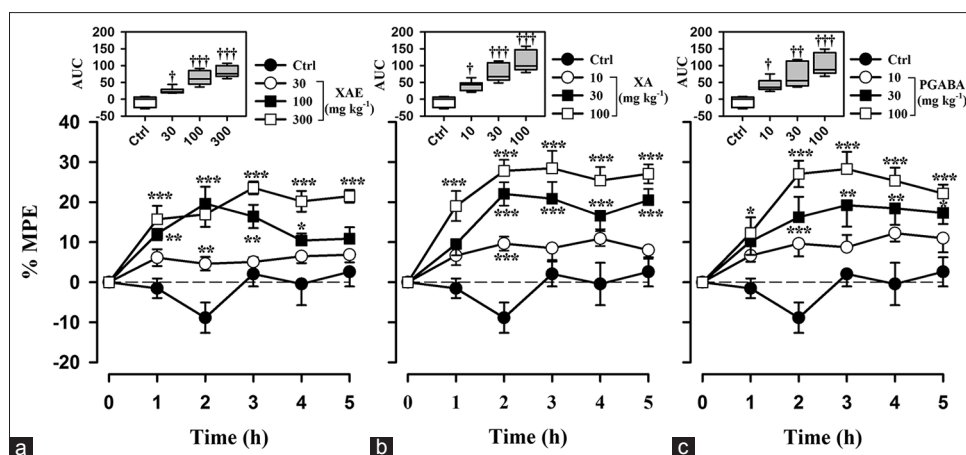 200
150
100
50
0
-50
AUC
† ††† †††
Ctrl 30 100 300
Ctrl
30
100
300
XAE
(mg kg⁻¹)
% MPE
40
30
20
10
0
-10
-20
*** *** *** *** ***
** ** ** *
0 1 2 3 4 5
Time (h)
a
200
150
100
50
0
-50
AUC
† ††† †††
Ctrl 10 30 100
Ctrl
10
30
100
XA
(mg kg⁻¹)
*** *** *** *** ***
*** *** *** ***
***
0 1 2 3 4 5
Time (h)
b
200
150
100
50
0
-50
AUC
† †† †††
Ctrl 10 30 100
Ctrl
10
30
100
PGABA
(mg kg⁻¹)
* *** *** *** ***
*** ** ** *
0 1 2 3 4 5
Time (h)
c